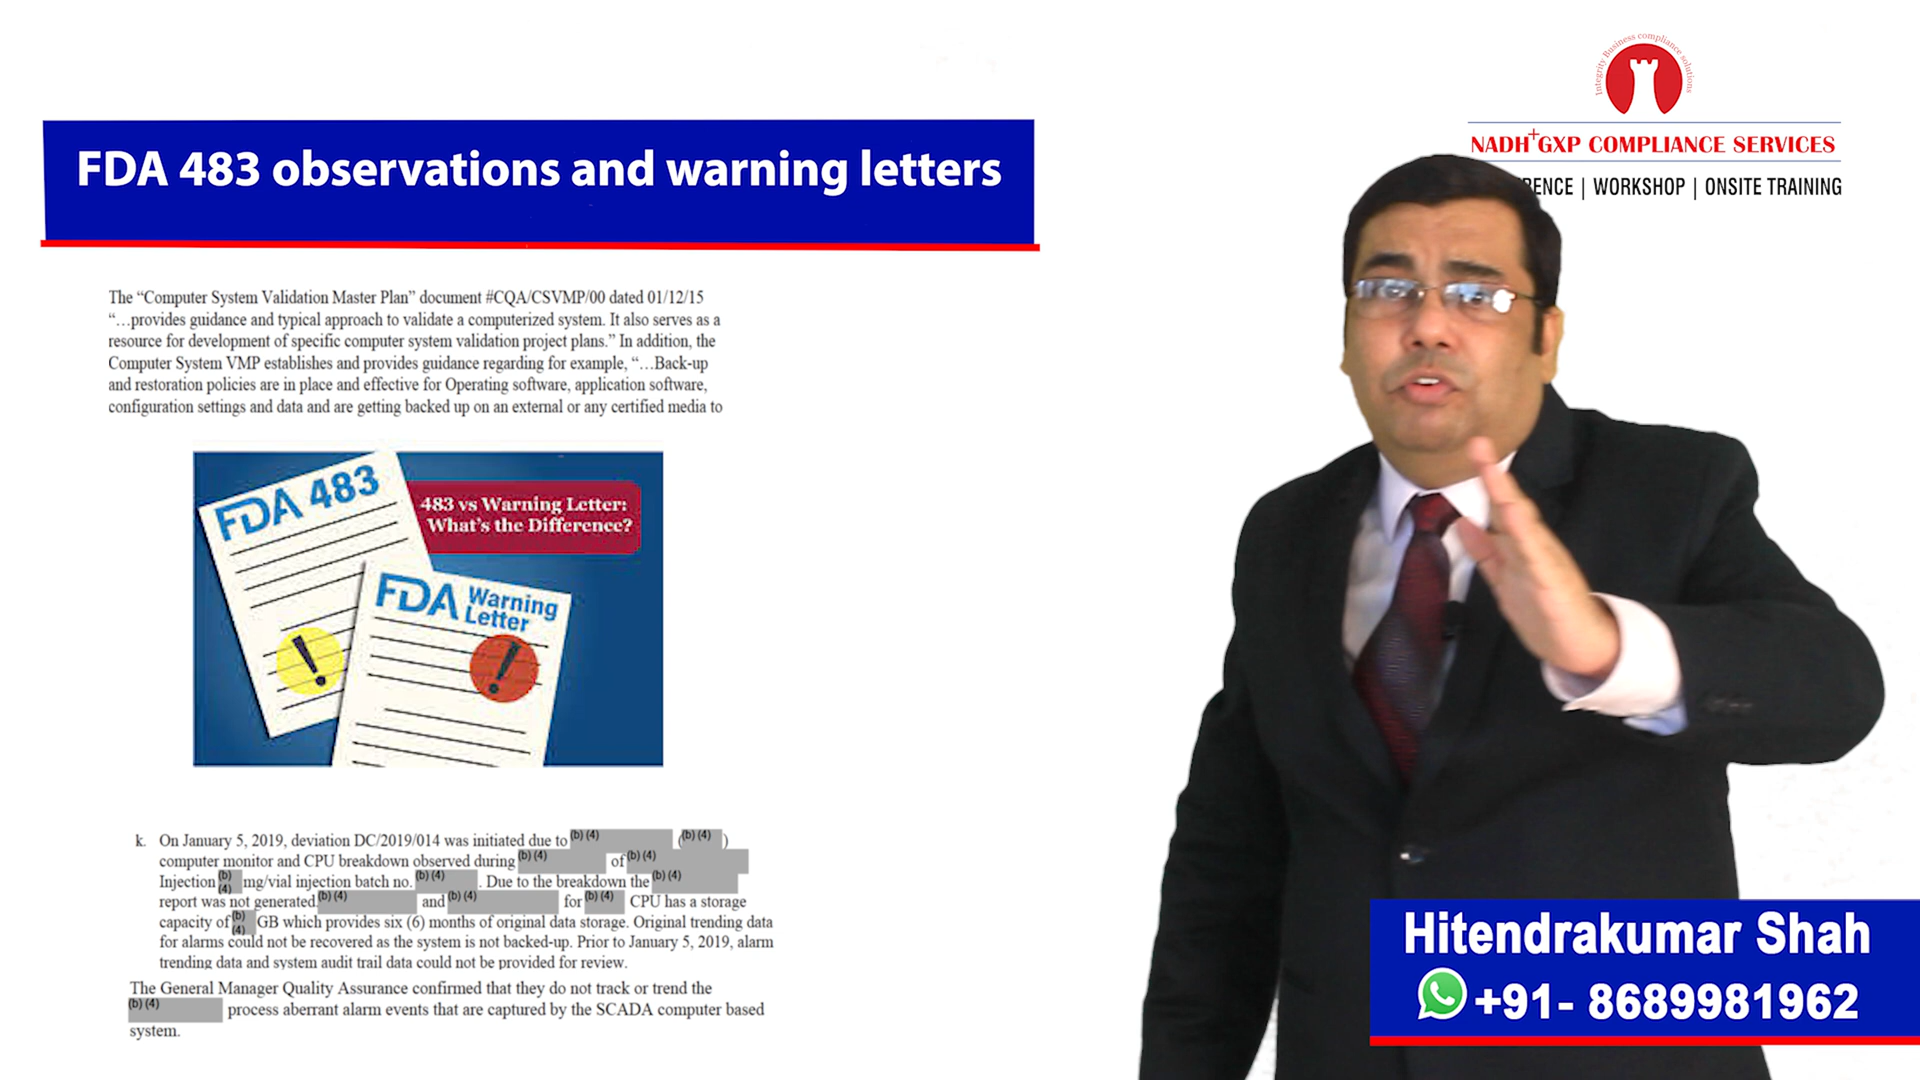 Integrity Business compliance solutions
NADH+GXP COMPLIANCE SERVICES
RENCE | WORKSHOP | ONSITE TRAINING
FDA 483 observations and warning letters
The “Computer System Validation Master Plan” document #CQA/CSVMP/00 dated 01/12/15
“…provides guidance and typical approach to validate a computerized system. It also serves as a
resource for development of specific computer system validation project plans.” In addition, the
Computer System VMP establishes and provides guidance regarding for example, “…Back-up
and restoration policies are in place and effective for Operating software, application software,
configuration settings and data and are getting backed up on an external or any certified media to
FDA 483
483 vs Warning Letter:
What's the Difference?
FDA Warning
Letter
k. On January 5, 2019, deviation DC/2019/014 was initiated due to (b) (4) ((b) (4))
computer monitor and CPU breakdown observed during (b) (4) of (b) (4)
Injection (b) (4) mg/vial injection batch no. (b) (4). Due to the breakdown the (b) (4)
report was not generated. (b) (4) and (b) (4) for (b) (4) CPU has a storage
capacity of (b) (4) GB which provides six (6) months of original data storage. Original trending data
for alarms could not be recovered as the system is not backed-up. Prior to January 5, 2019, alarm
trending data and system audit trail data could not be provided for review.
The General Manager Quality Assurance confirmed that they do not track or trend the
(b) (4) process aberrant alarm events that are captured by the SCADA computer based
system.
Hitendrakumar Shah
+91- 8689981962